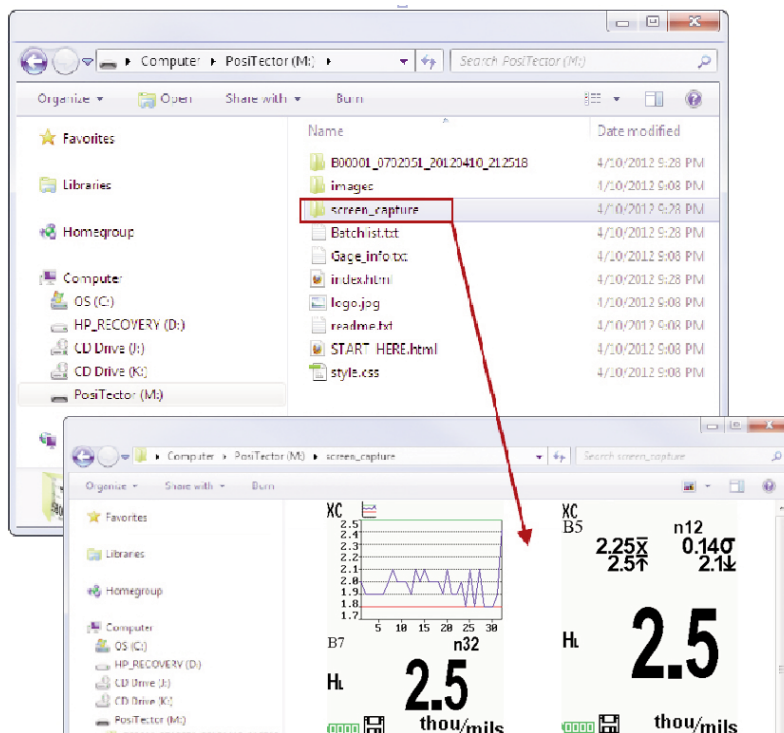 Computer PosiTector (M:) Search PosiTector (M:)
Organize Open Share with Burn
Favorites
Libraries
Homegroup
Computer
OS (C:)
HP_RECOVERY (D:)
CD Drive (J:)
CD Drive (K:)
PosiTector (M:)
Name Date modified
B00001_0702051_20120410_212518 4/10/2012 9:28 PM
images 4/10/2012 9:08 PM
screen_capture 4/10/2012 9:28 PM
Batchlist.txt 4/10/2012 9:28 PM
Gage_info.txt 4/10/2012 9:08 PM
index.html 4/10/2012 9:28 PM
logo.jpg 4/10/2012 9:08 PM
readme.txt 4/10/2012 9:08 PM
START_HERE.html 4/10/2012 9:08 PM
style.css 4/10/2012 9:08 PM
Computer PosiTector (M:) screen_capture Search screen_capture
Organize Share with Burn
Favorites
Libraries
Homegroup
Computer
OS (C:)
HP_RECOVERY (D:)
CD Drive (J:)
CD Drive (K:)
PosiTector (M:)
XC
2.5
2.4
2.3
2.2
2.1
2.0
1.9
1.8
1.7
5 10 15 20 25 30
B7 n32
Hι 2.5
thou/mils
XC
B5 n12
2.25x̅ 0.14σ
2.5↑ 2.1↓
Hι 2.5
thou/mils